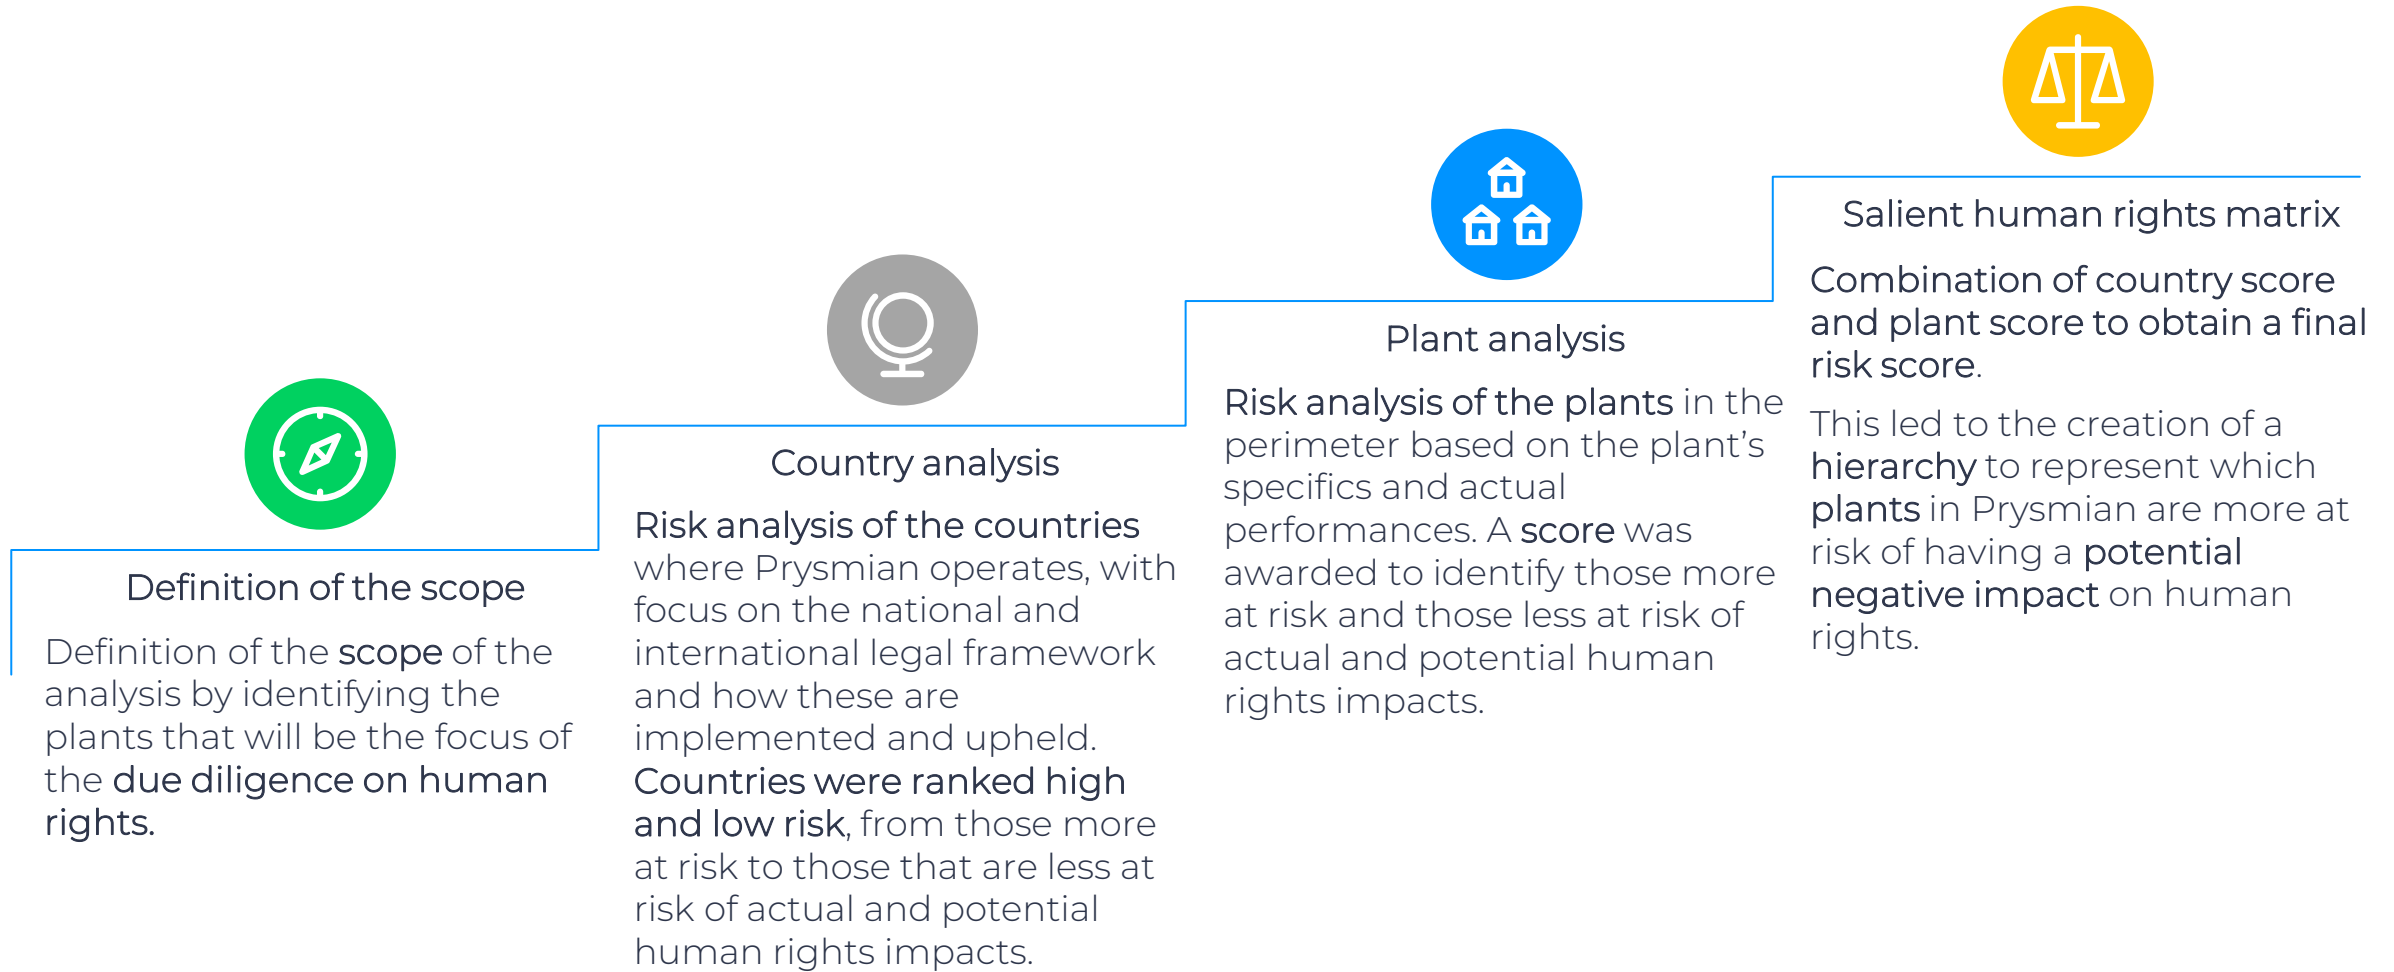 Definition of the scope
Definition of the scope of the
analysis by identifying the
plants that will be the focus of
the due diligence on human
rights.
Country analysis
Risk analysis of the countries
where Prysmian operates, with
focus on the national and
international legal framework
and how these are
implemented and upheld.
Countries were ranked high
and low risk, from those more
at risk to those that are less at
risk of actual and potential
human rights impacts.
Plant analysis
Risk analysis of the plants in the
perimeter based on the plant’s
specifics and actual
performances. A score was
awarded to identify those more
at risk and those less at risk of
actual and potential human
rights impacts.
Salient human rights matrix
Combination of country score
and plant score to obtain a final
risk score.
This led to the creation of a
hierarchy to represent which
plants in Prysmian are more at
risk of having a potential
negative impact on human
rights.